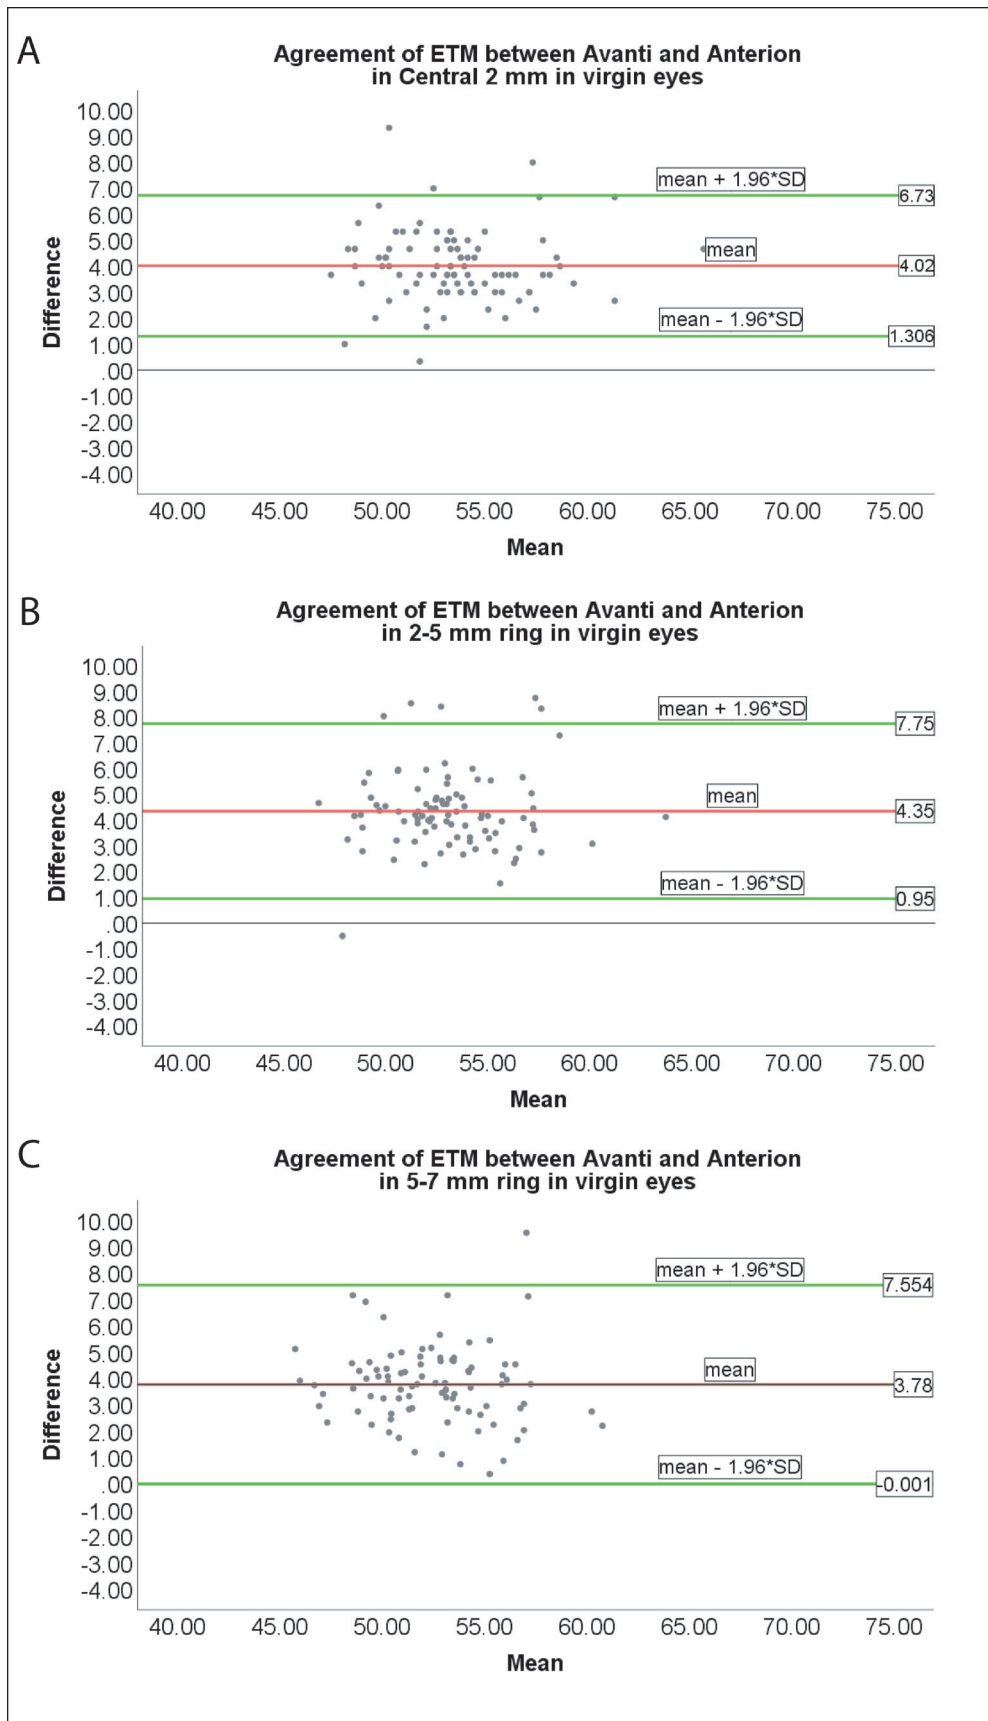 A
Agreement of ETM between Avanti and Anterion
in Central 2 mm in virgin eyes
10.00
9.00
8.00
7.00
6.00
5.00
4.00
3.00
2.00
1.00
.00
-1.00
-2.00
-3.00
-4.00
Difference
mean + 1.96*SD
6.73
mean
4.02
mean - 1.96*SD
1.306
40.00 45.00 50.00 55.00 60.00 65.00 70.00 75.00
Mean
B
Agreement of ETM between Avanti and Anterion
in 2-5 mm ring in virgin eyes
10.00
9.00
8.00
7.00
6.00
5.00
4.00
3.00
2.00
1.00
.00
-1.00
-2.00
-3.00
-4.00
Difference
mean + 1.96*SD
7.75
mean
4.35
mean - 1.96*SD
0.95
40.00 45.00 50.00 55.00 60.00 65.00 70.00 75.00
Mean
C
Agreement of ETM between Avanti and Anterion
in 5-7 mm ring in virgin eyes
10.00
9.00
8.00
7.00
6.00
5.00
4.00
3.00
2.00
1.00
.00
-1.00
-2.00
-3.00
-4.00
Difference
mean + 1.96*SD
7.554
mean
3.78
mean - 1.96*SD
-0.001
40.00 45.00 50.00 55.00 60.00 65.00 70.00 75.00
Mean